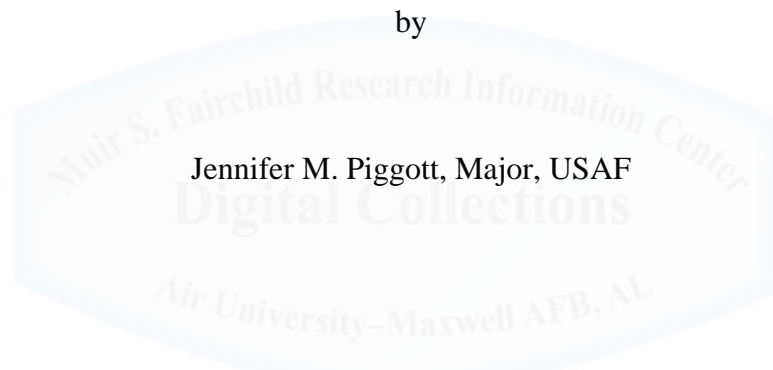 by
Muir S. Fairchild Research Information Center
Jennifer M. Piggott, Major, USAF
Digital Collections
Air University–Maxwell AFB, AL